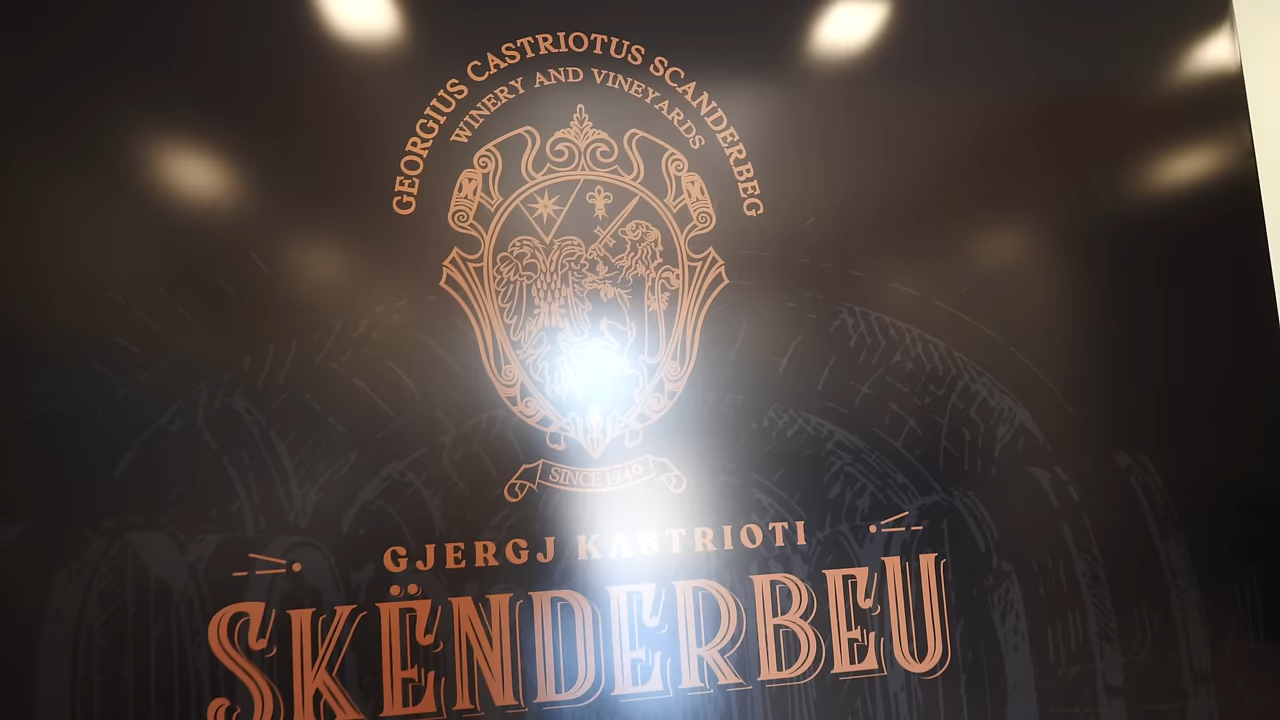 GEORGIUS CASTRIOTUS SCANDERBEG
WINERY AND VINEYARDS
SINCE 1940
GJERGJ KASTRIOTI
SKËNDERBEU